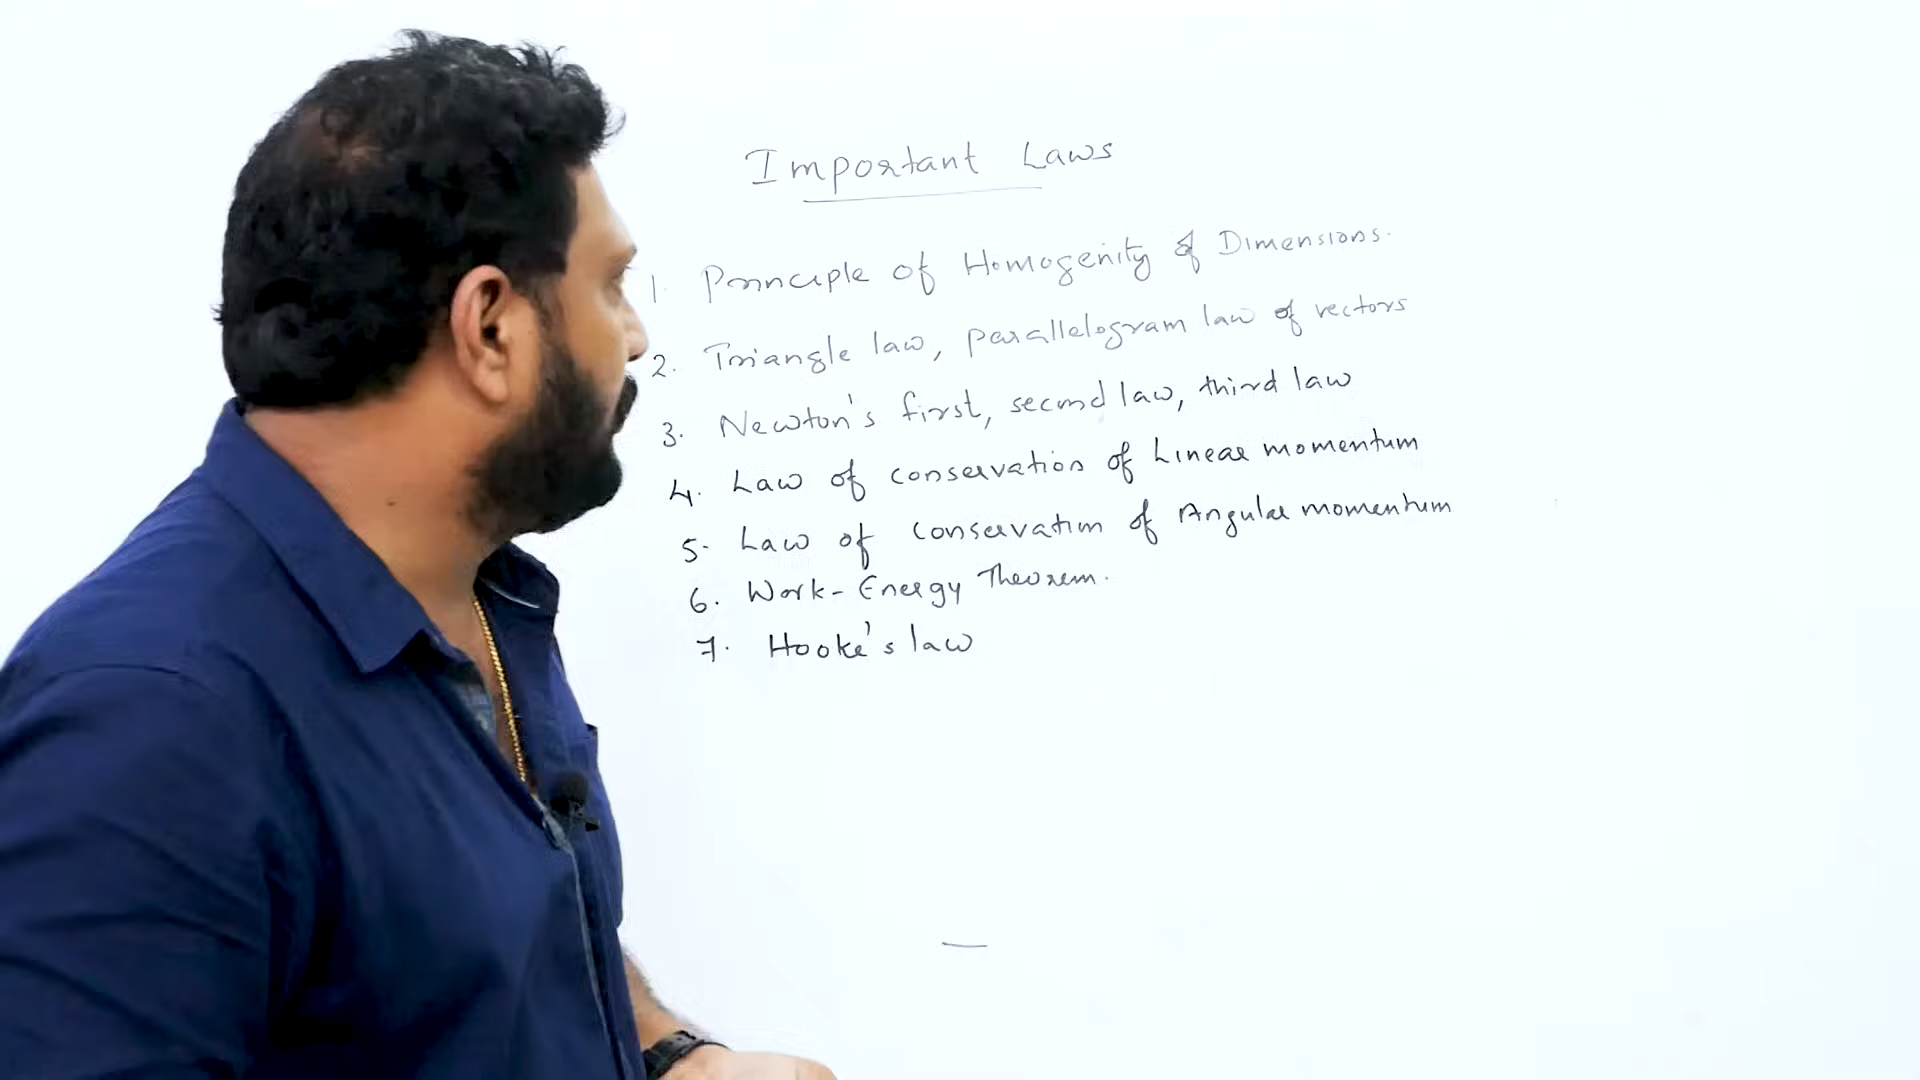 Important Laws
1. Principle of Homogenity of Dimensions.
2. Triangle law, parallelogram law of vectors
3. Newton's first, second law, third law
4. Law of conservation of Linear momentum
5. Law of conservation of Angular momentum
6. Work-Energy Theorem.
7. Hooke's law